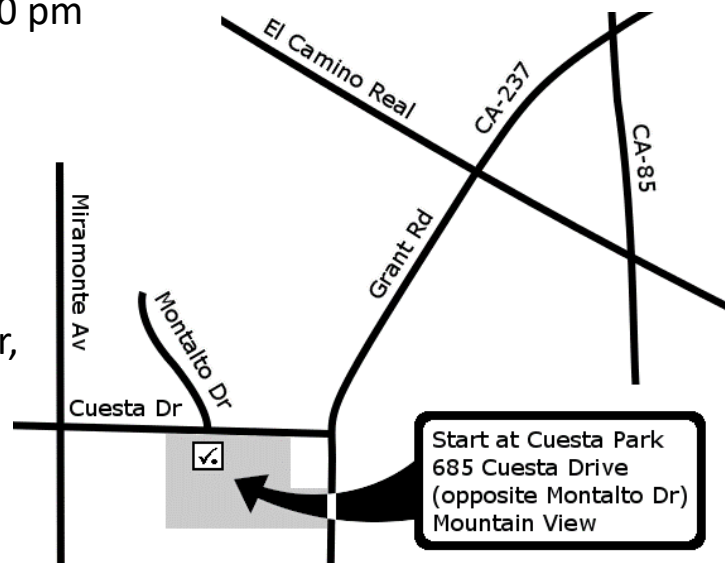 0 pm
El Camino Real
CA-237
CA-85
Grant Rd
Miramonte Av
Montalto Dr
r,
Cuesta Dr
Start at Cuesta Park
685 Cuesta Drive
(opposite Montalto Dr)
Mountain View